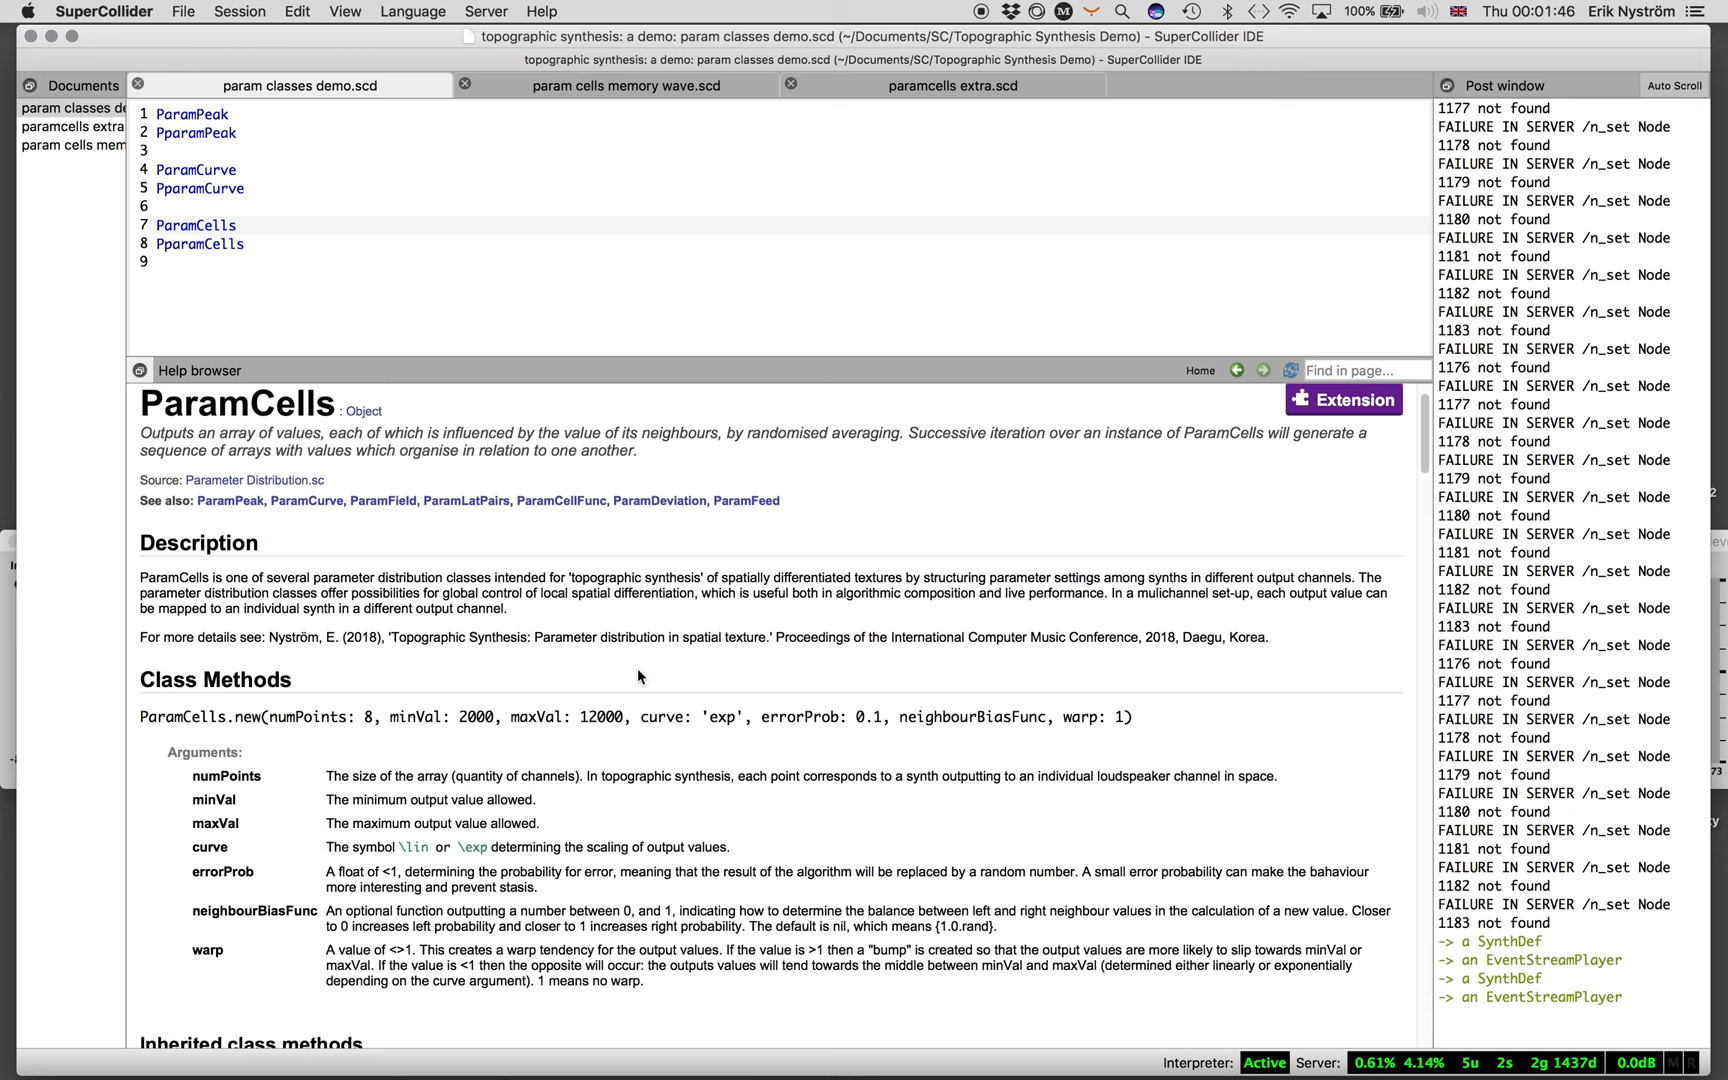 SuperCollider File Session Edit View Language Server Help 100% Thu 00:01:46 Erik Nyström
topographic synthesis: a demo: param classes demo.scd (~/Documents/SC/Topographic Synthesis Demo) - SuperCollider IDE
topographic synthesis: a demo: param classes demo.scd (~/Documents/SC/Topographic Synthesis Demo) - SuperCollider IDE
Documents
param classes de
paramcells extra
param cells mem
param classes demo.scd
param cells memory wave.scd
paramcells extra.scd
1 ParamPeak
2 PparamPeak
3
4 ParamCurve
5 PparamCurve
6
7 ParamCells
8 PparamCells
9
Help browser
Home
Find in page...
ParamCells : Object
Extension
Outputs an array of values, each of which is influenced by the value of its neighbours, by randomised averaging. Successive iteration over an instance of ParamCells will generate a
sequence of arrays with values which organise in relation to one another.
Source: Parameter Distribution.sc
See also: ParamPeak, ParamCurve, ParamField, ParamLatPairs, ParamCellFunc, ParamDeviation, ParamFeed
Description
ParamCells is one of several parameter distribution classes intended for 'topographic synthesis' of spatially differentiated textures by structuring parameter settings among synths in different output channels. The
parameter distribution classes offer possibilities for global control of local spatial differentiation, which is useful both in algorithmic composition and live performance. In a mulichannel set-up, each output value can
be mapped to an individual synth in a different output channel.
For more details see: Nyström, E. (2018), 'Topographic Synthesis: Parameter distribution in spatial texture.' Proceedings of the International Computer Music Conference, 2018, Daegu, Korea.
Class Methods
ParamCells.new(numPoints: 8, minVal: 2000, maxVal: 12000, curve: 'exp', errorProb: 0.1, neighbourBiasFunc, warp: 1)
Arguments:
numPoints The size of the array (quantity of channels). In topographic synthesis, each point corresponds to a synth outputting to an individual loudspeaker channel in space.
minVal The minimum output value allowed.
maxVal The maximum output value allowed.
curve The symbol \lin or \exp determining the scaling of output values.
errorProb A float of <1, determining the probability for error, meaning that the result of the algorithm will be replaced by a random number. A small error probability can make the bahaviour
more interesting and prevent stasis.
neighbourBiasFunc An optional function outputting a number between 0, and 1, indicating how to determine the balance between left and right neighbour values in the calculation of a new value. Closer
to 0 increases left probability and closer to 1 increases right probability. The default is nil, which means {1.0.rand}.
warp A value of <>1. This creates a warp tendency for the output values. If the value is >1 then a "bump" is created so that the output values are more likely to slip towards minVal or
maxVal. If the value is <1 then the opposite will occur: the outputs values will tend towards the middle between minVal and maxVal (determined either linearly or exponentially
depending on the curve argument). 1 means no warp.
Inherited class methods
Post window
Auto Scroll
1177 not found
FAILURE IN SERVER /n_set Node
1178 not found
FAILURE IN SERVER /n_set Node
1179 not found
FAILURE IN SERVER /n_set Node
1180 not found
FAILURE IN SERVER /n_set Node
1181 not found
FAILURE IN SERVER /n_set Node
1182 not found
FAILURE IN SERVER /n_set Node
1183 not found
FAILURE IN SERVER /n_set Node
1176 not found
FAILURE IN SERVER /n_set Node
1177 not found
FAILURE IN SERVER /n_set Node
1178 not found
FAILURE IN SERVER /n_set Node
1179 not found
FAILURE IN SERVER /n_set Node
1180 not found
FAILURE IN SERVER /n_set Node
1181 not found
FAILURE IN SERVER /n_set Node
1182 not found
FAILURE IN SERVER /n_set Node
1183 not found
FAILURE IN SERVER /n_set Node
1176 not found
FAILURE IN SERVER /n_set Node
1177 not found
FAILURE IN SERVER /n_set Node
1178 not found
FAILURE IN SERVER /n_set Node
1179 not found
FAILURE IN SERVER /n_set Node
1180 not found
FAILURE IN SERVER /n_set Node
1181 not found
FAILURE IN SERVER /n_set Node
1182 not found
FAILURE IN SERVER /n_set Node
1183 not found
-> a SynthDef
-> an EventStreamPlayer
-> a SynthDef
-> an EventStreamPlayer
Interpreter: Active Server: 0.61% 4.14% 5u 2s 2g 1437d 0.0dB M R